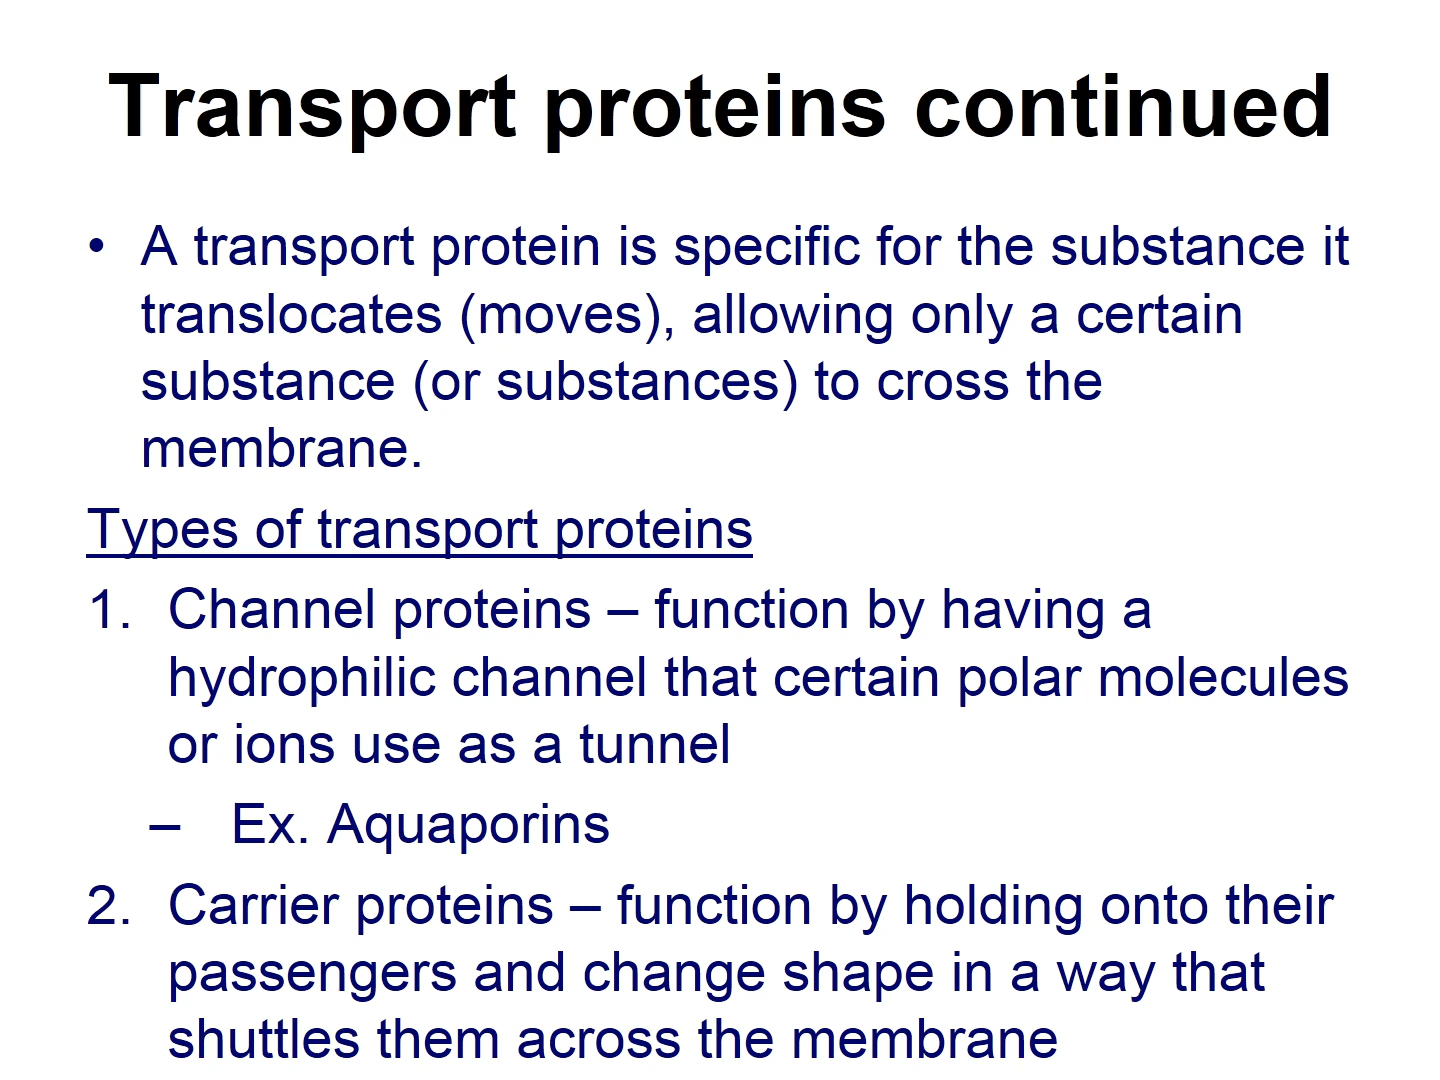 Transport proteins continued
• A transport protein is specific for the substance it
translocates (moves), allowing only a certain
substance (or substances) to cross the
membrane.
Types of transport proteins
1. Channel proteins – function by having a
hydrophilic channel that certain polar molecules
or ions use as a tunnel
– Ex. Aquaporins
2. Carrier proteins – function by holding onto their
passengers and change shape in a way that
shuttles them across the membrane